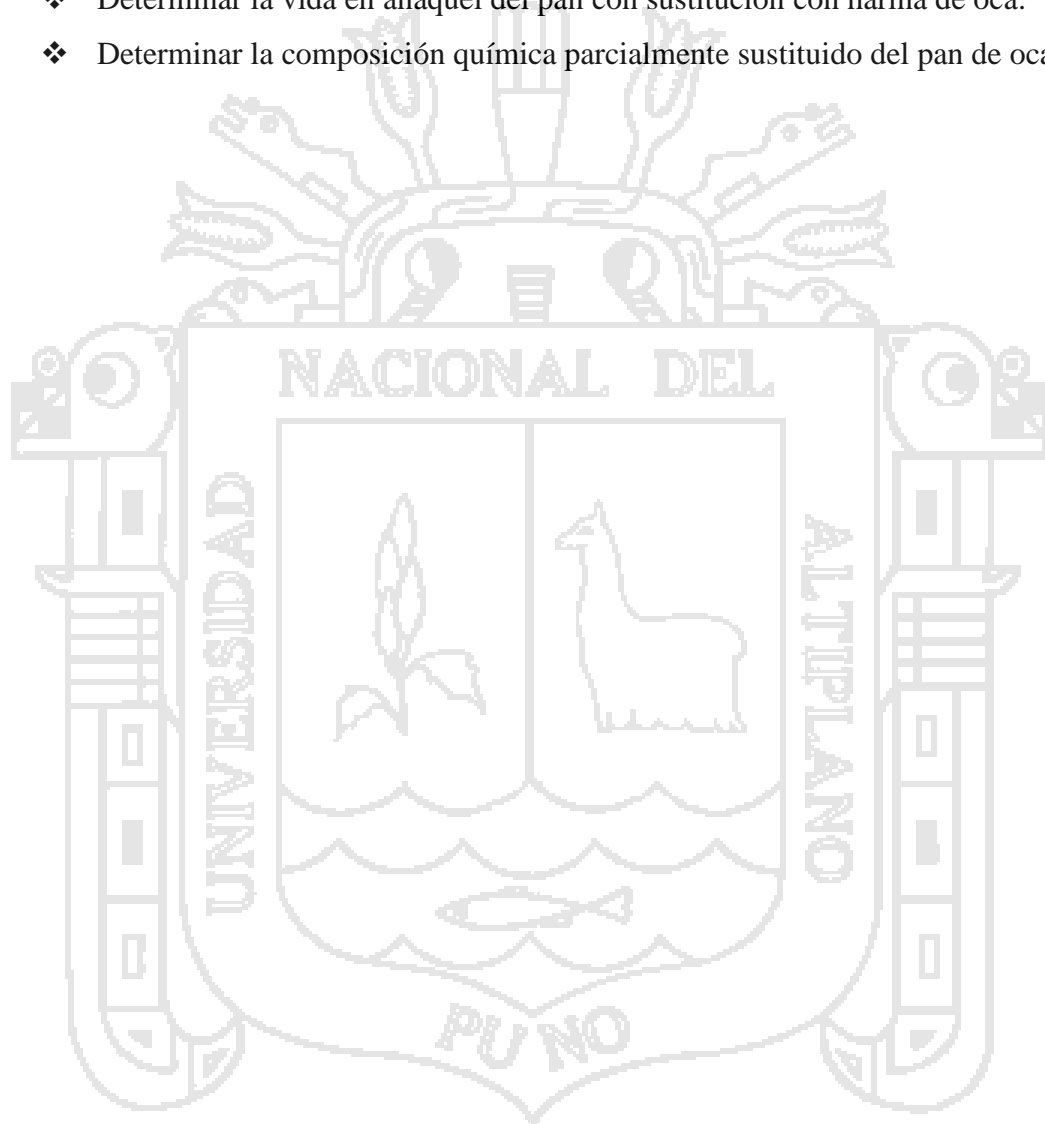 ❖ Determinar la vida en anaquel del pan con sustitución con harina de oca.
❖ Determinar la composición química parcialmente sustituido del pan de oca
NACIONAL DEL
UNIVERSIDAD
ALTIPLANO
PUNO